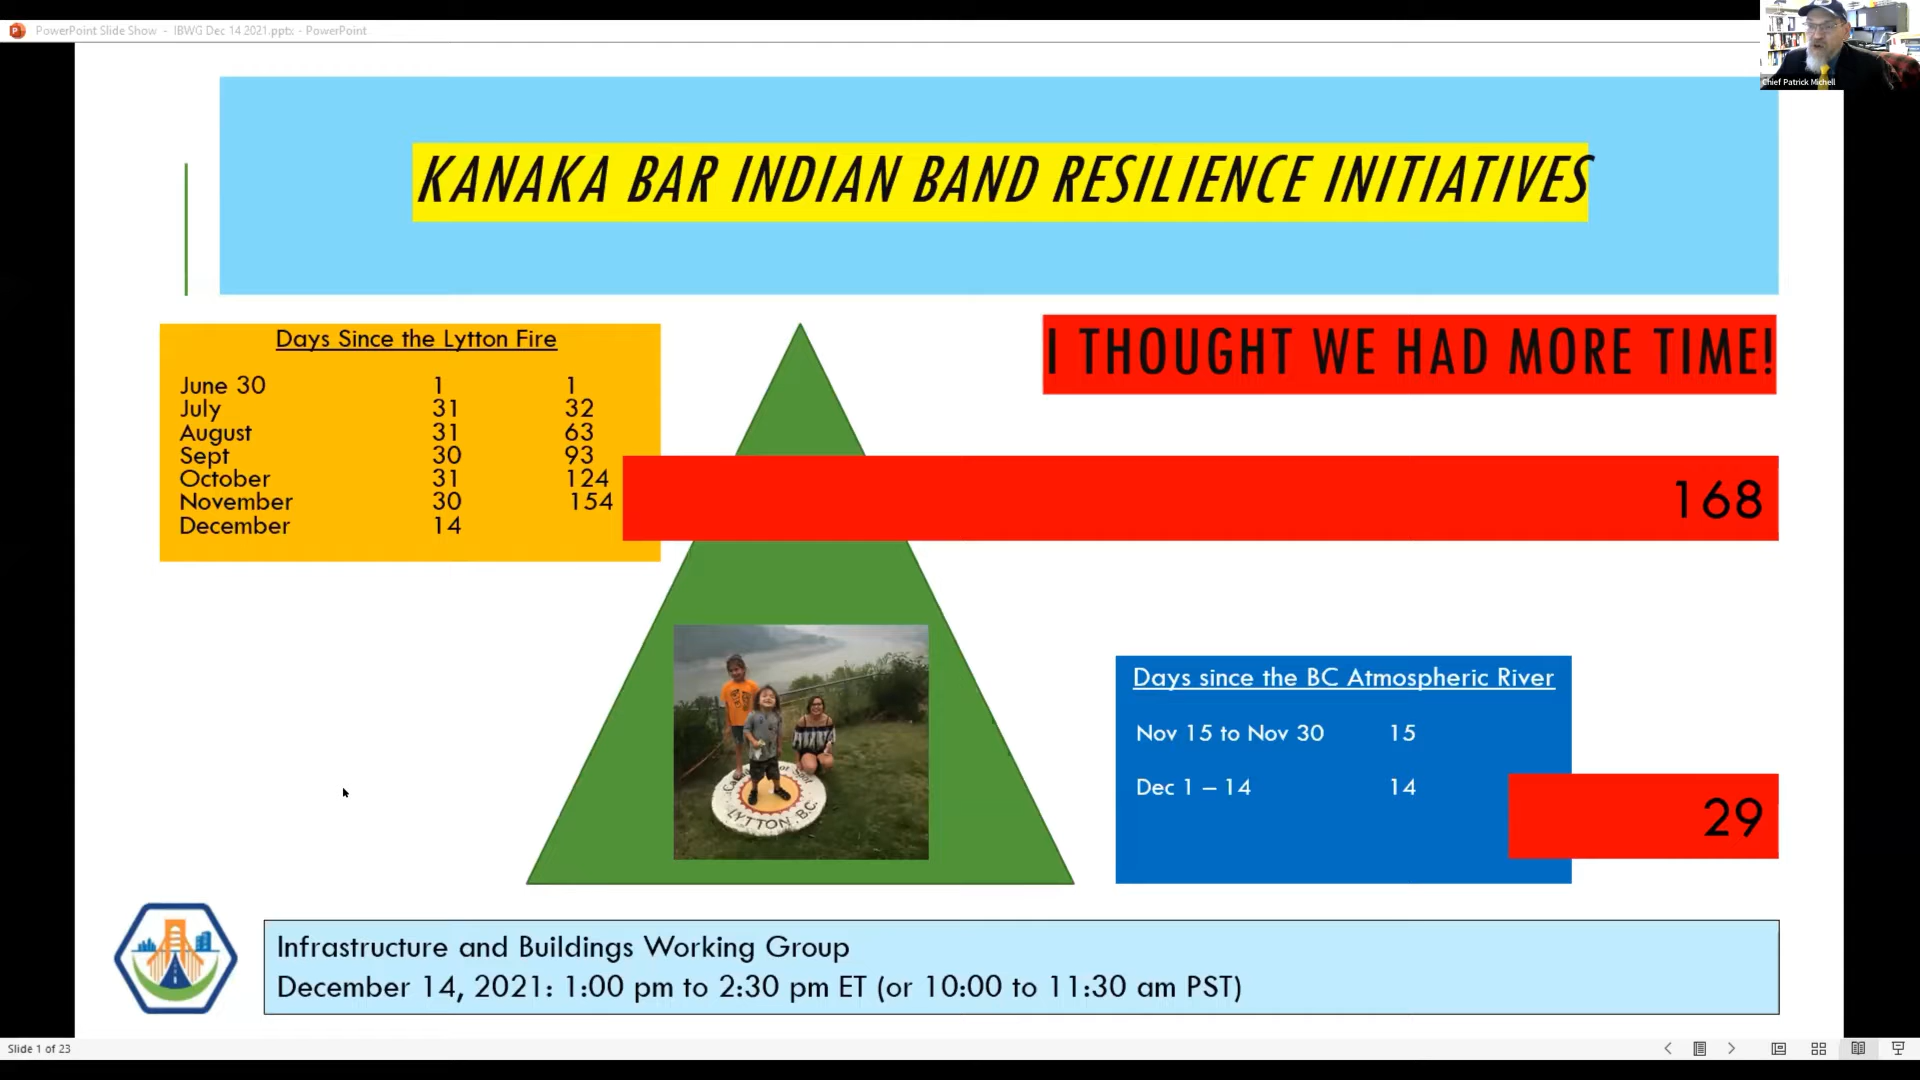 PowerPoint Slide Show - IBWG Dec 14 2021.pptx - PowerPoint
Chief Patrick Michell
KANAKA BAR INDIAN BAND RESILIENCE INITIATIVES
I THOUGHT WE HAD MORE TIME!
Days Since the Lytton Fire
June 30 1 1
July 31 32
August 31 63
Sept 30 93
October 31 124
November 30 154
December 14
168
LYTTON B.C.
Days since the BC Atmospheric River
Nov 15 to Nov 30 15
Dec 1 – 14 14
29
Infrastructure and Buildings Working Group
December 14, 2021: 1:00 pm to 2:30 pm ET (or 10:00 to 11:30 am PST)
Slide 1 of 23